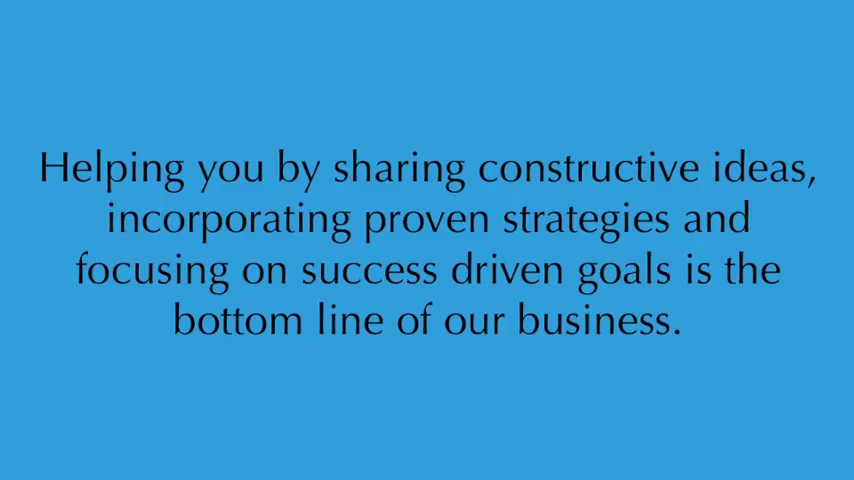 Helping you by sharing constructive ideas,
incorporating proven strategies and
focusing on success driven goals is the
bottom line of our business.